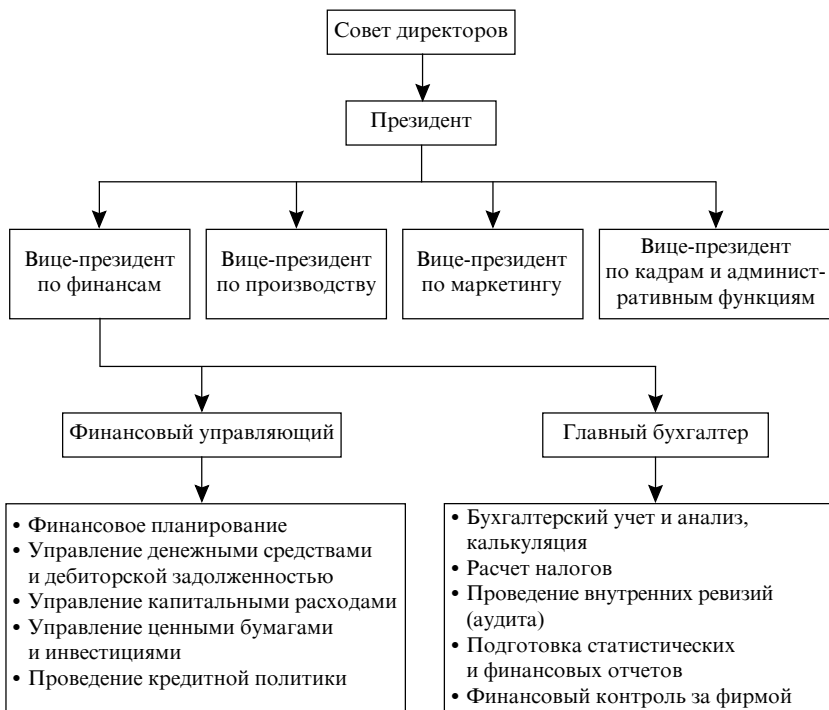 Совет директоров
Президент
Вице-президент
по финансам
Вице-президент
по производству
Вице-президент
по маркетингу
Вице-президент
по кадрам и админист-
ративным функциям
Финансовый управляющий
Главный бухгалтер
• Финансовое планирование
• Управление денежными средствами
и дебиторской задолженностью
• Управление капитальными расходами
• Управление ценными бумагами
и инвестициями
• Проведение кредитной политики
• Бухгалтерский учет и анализ,
калькуляция
• Расчет налогов
• Проведение внутренних ревизий
(аудита)
• Подготовка статистических
и финансовых отчетов
• Финансовый контроль за фирмой